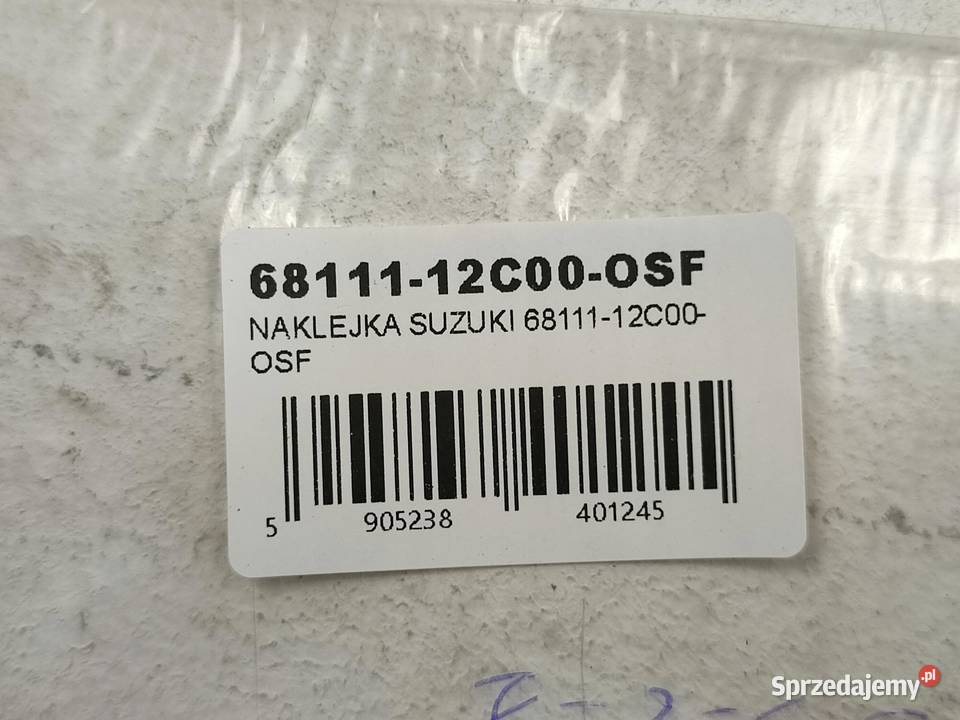 68111-12C00-OSF
NAKLEJKA SUZUKI 68111-12C00-
OSF
5 905238 401245
Sprzedajemy.pl